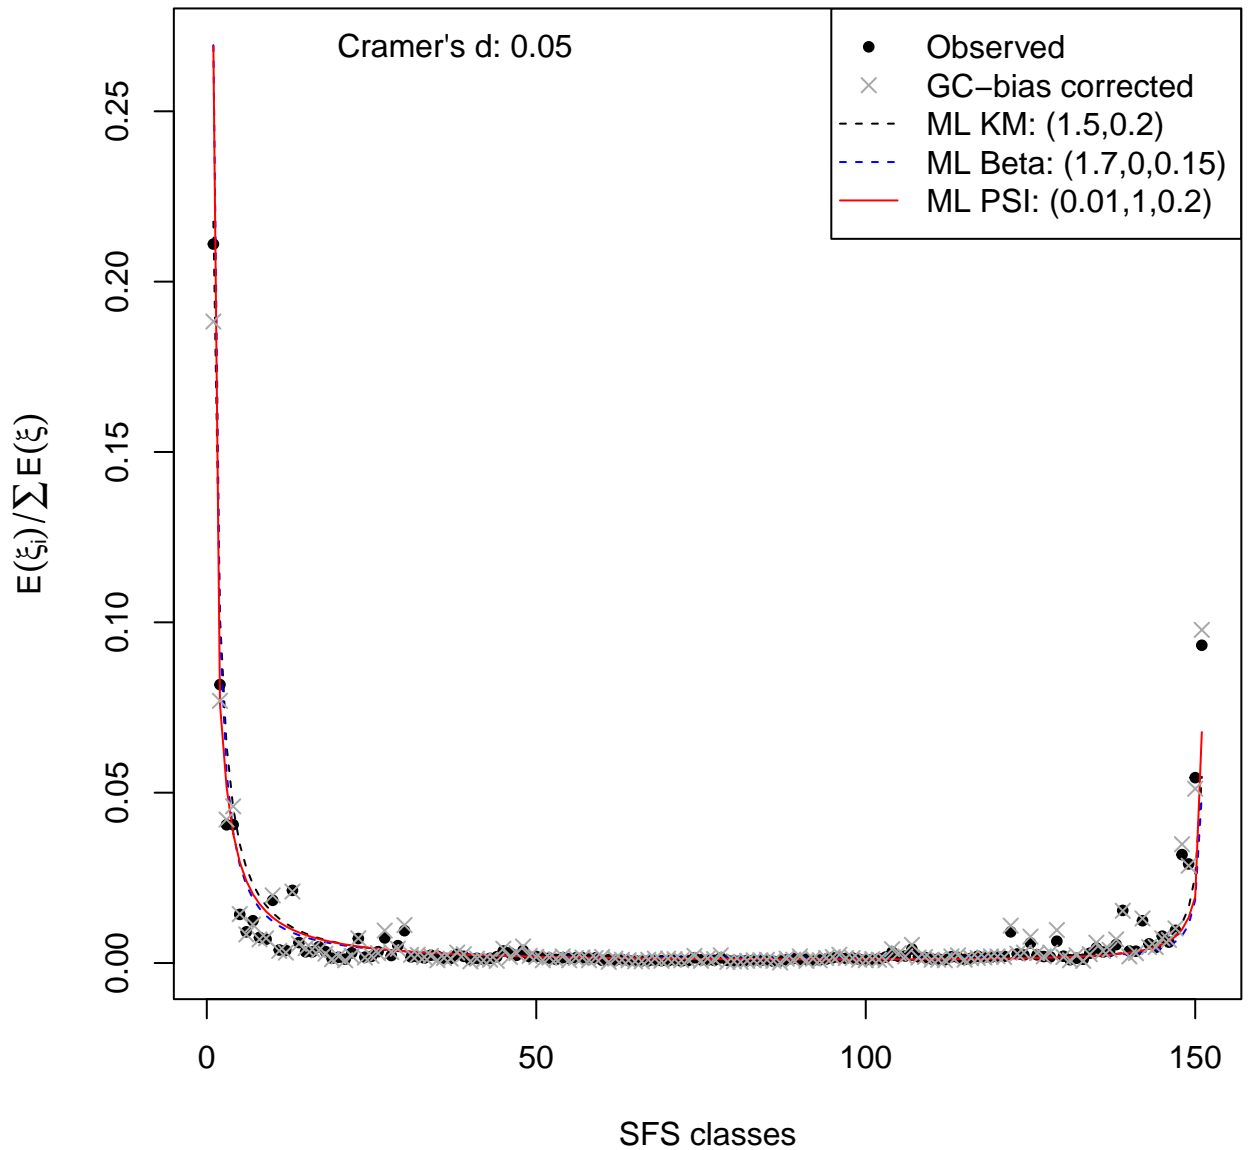 Cramer's d: 0.05
Observed
GC−bias corrected
ML KM: (1.5,0.2)
ML Beta: (1.7,0,0.15)
ML PSI: (0.01,1,0.2)
E(ξi)/∑E(ξ)
0.25
0.20
0.15
0.10
0.05
0.00
0 50 100 150
SFS classes